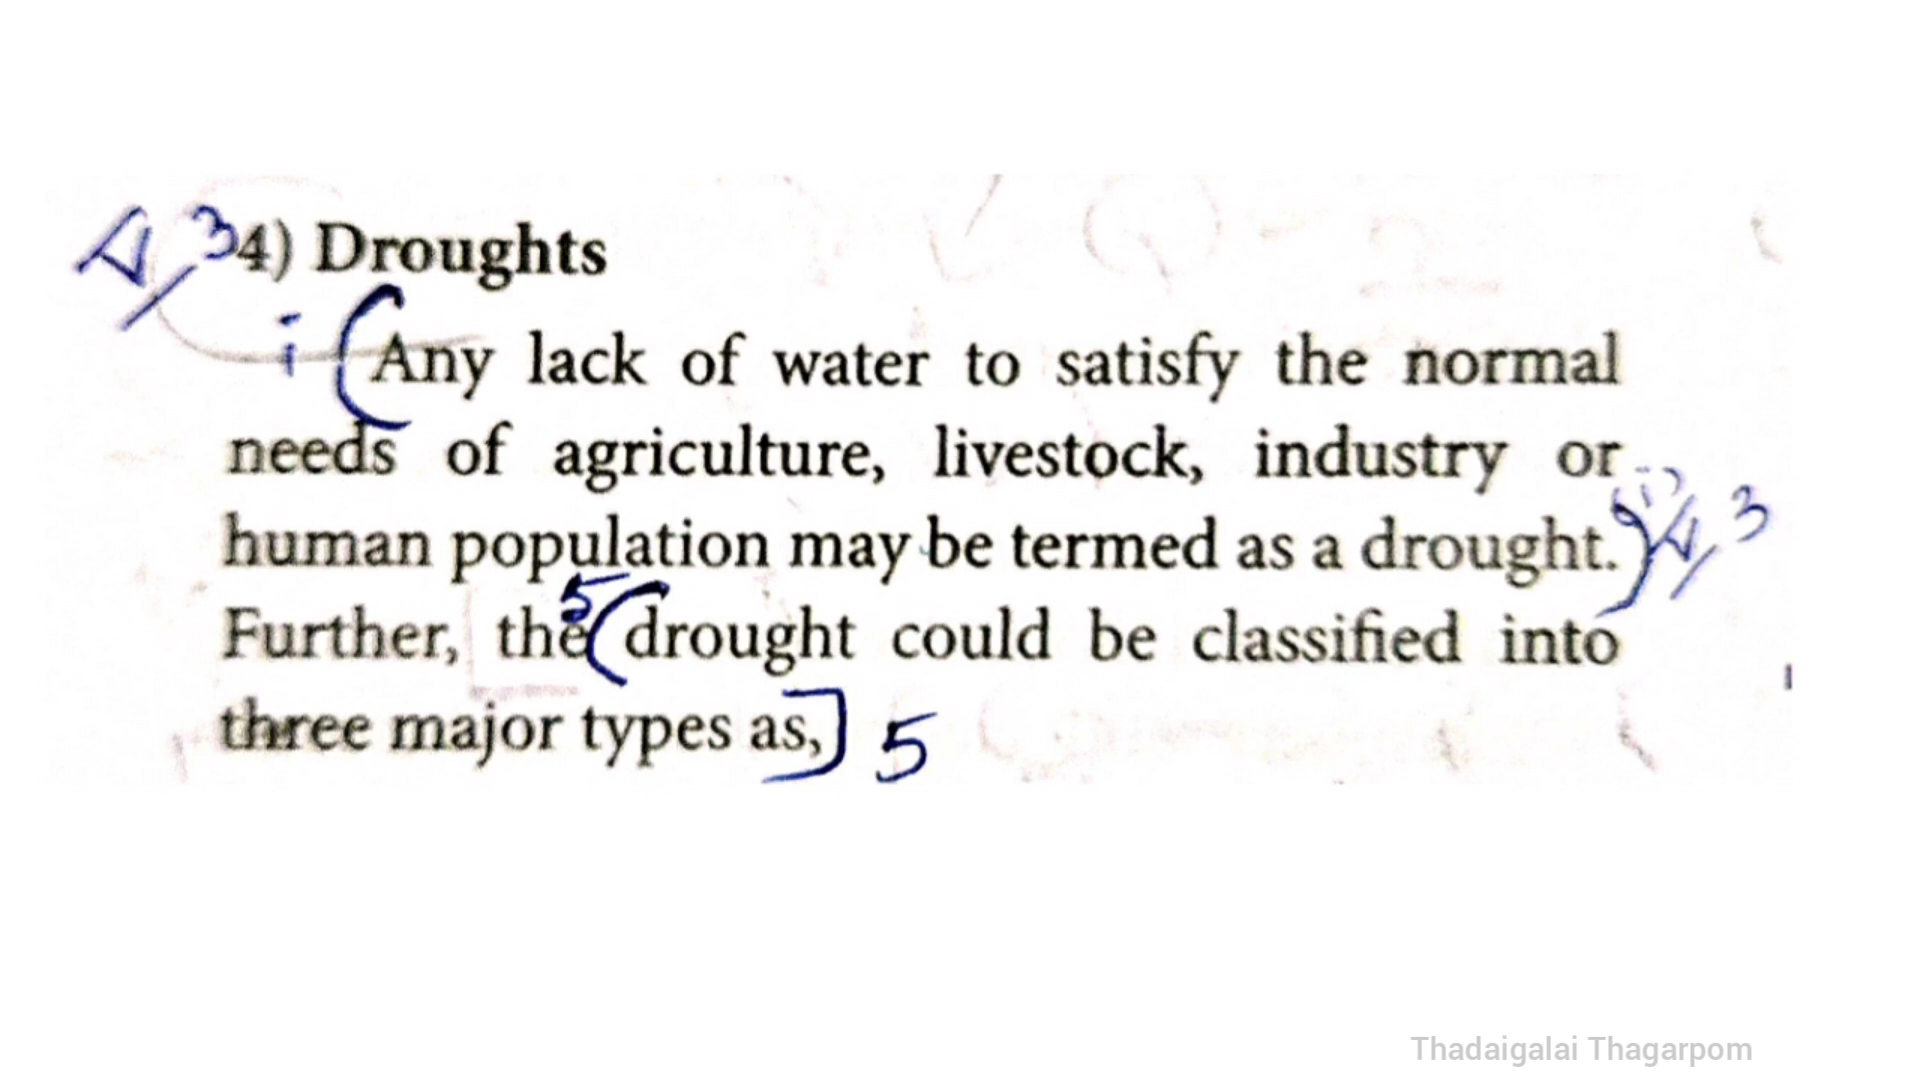 4) Droughts
Any lack of water to satisfy the normal
needs of agriculture, livestock, industry or
human population may be termed as a drought.
Further, the drought could be classified into
three major types as,
5
Thadaigalai Thagarpom